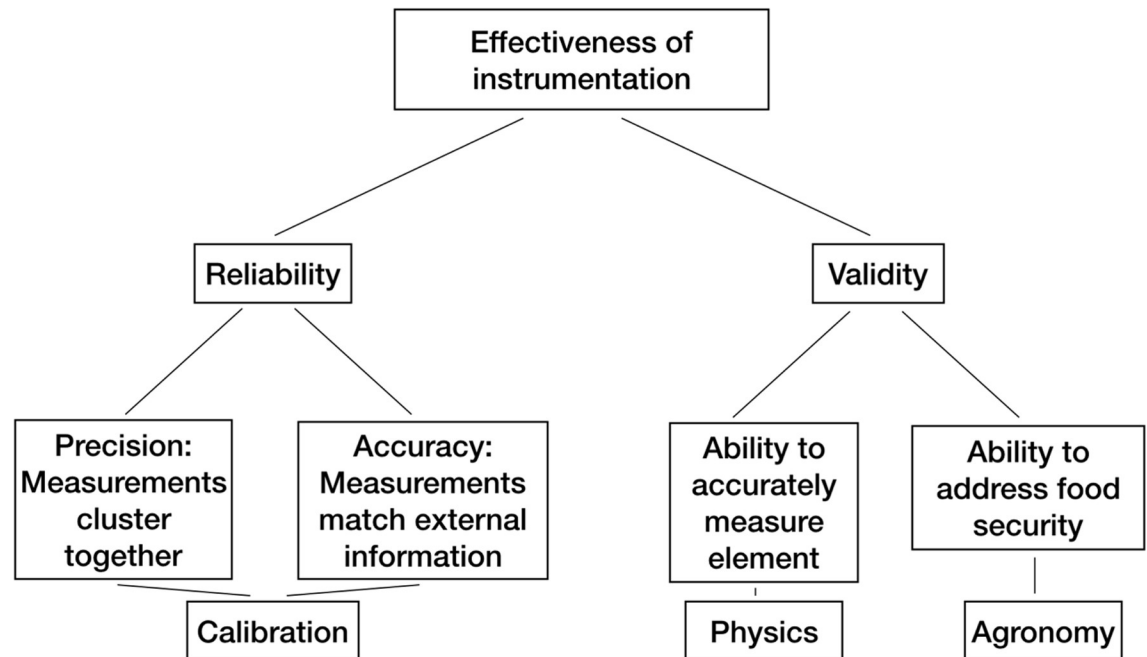 Effectiveness of
instrumentation
Reliability
Validity
Precision:
Measurements
cluster
together
Accuracy:
Measurements
match external
information
Ability to
accurately
measure
element
Ability to
address food
security
Calibration
Physics
Agronomy